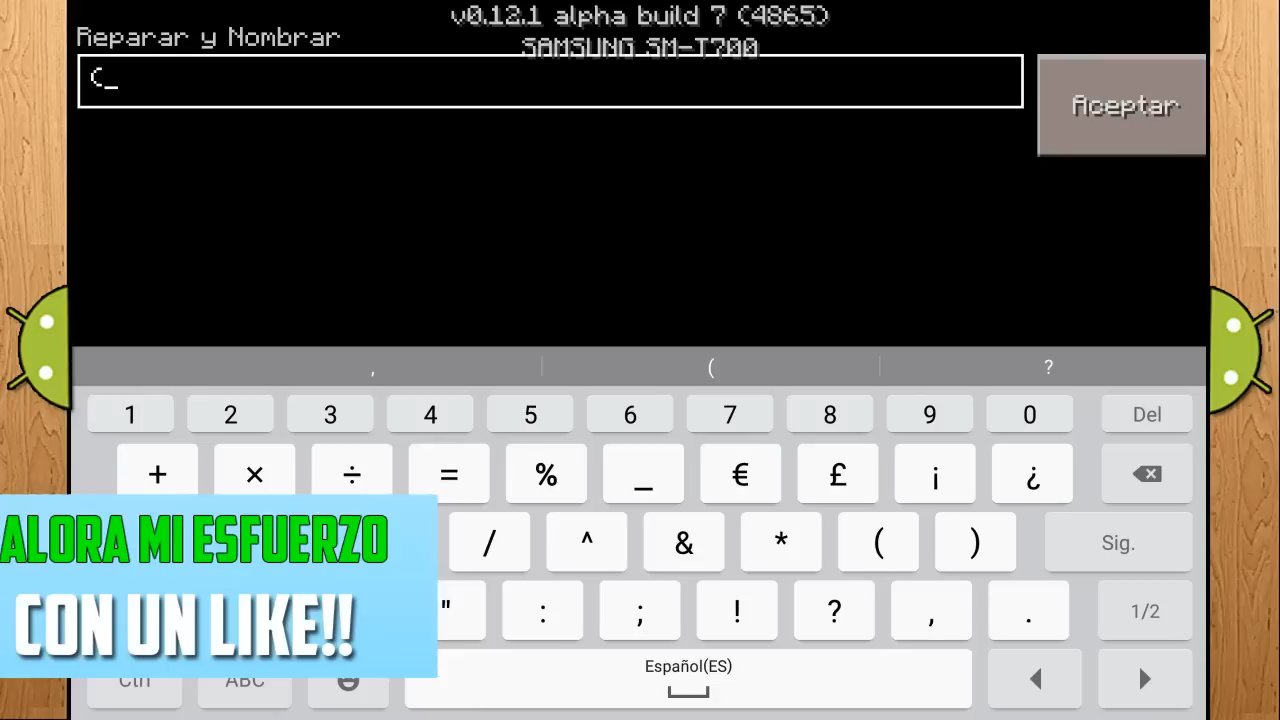 v0.12.1 alpha build 7 (4865)
SAMSUNG SM-T700
Reparar y Nombrar
(_
Aceptar
, ( ?
1 2 3 4 5 6 7 8 9 0 Del
+ × ÷ = % _ € £ ¡ ¿
/ ^ & * ( ) Sig.
" : ; ! ? , . 1/2
Ctrl ABC Español(ES)
ALORA MI ESFUERZO
CON UN LIKE!!